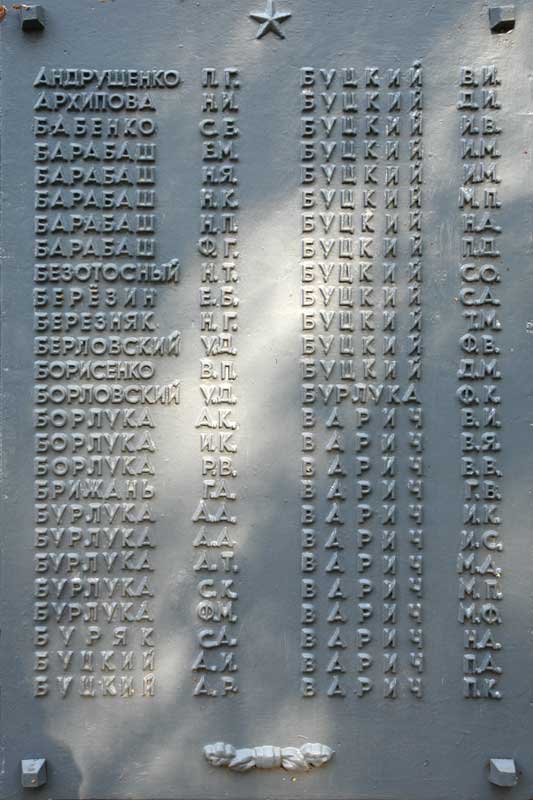 АНДРУЩЕНКО П.Г.
АРХИПОВА Н.И.
БАБЕНКО С.Е.
БАРАБАШ Е.М.
БАРАБАШ Н.Я.
БАРАБАШ Н.К.
БАРАБАШ Н.П.
БАРАБАШ Ф.Г.
БЕЗОТОСНЫЙ Н.Т.
БЕРЁЗИН Е.Б.
БЕРЕЗНЯК Н.Г.
БЕРЛОВСКИЙ У.Д.
БОРИСЕНКО В.П.
БОРЛОВСКИЙ У.Д.
БОРЛУКА А.К.
БОРЛУКА И.К.
БОРЛУКА Р.В.
БРИЖАНЬ Г.А.
БУРЛУКА А.А.
БУРЛУКА А.А.
БУРЛУКА А.Т.
БУРЛУКА С.К.
БУРЛУКА Ф.И.
БУРЯК С.А.
БУЦКИЙ А.И.
БУЦКИЙ А.Р.
БУЦКИЙ В.И.
БУЦКИЙ Д.И.
БУЦКИЙ И.В.
БУЦКИЙ И.М.
БУЦКИЙ И.М.
БУЦКИЙ М.П.
БУЦКИЙ Н.А.
БУЦКИЙ П.Д.
БУЦКИЙ С.О.
БУЦКИЙ С.А.
БУЦКИЙ Т.М.
БУЦКИЙ Ф.В.
БУЦКИЙ Д.М.
БУРЛУКА Ф.К.
ВАРИЧ В.И.
ВАРИЧ В.Я.
ВАРИЧ В.Е.
ВАРИЧ Г.В.
ВАРИЧ И.К.
ВАРИЧ И.С.
ВАРИЧ М.А.
ВАРИЧ М.П.
ВАРИЧ М.Ф.
ВАРИЧ Н.А.
ВАРИЧ П.А.
ВАРИЧ П.К.